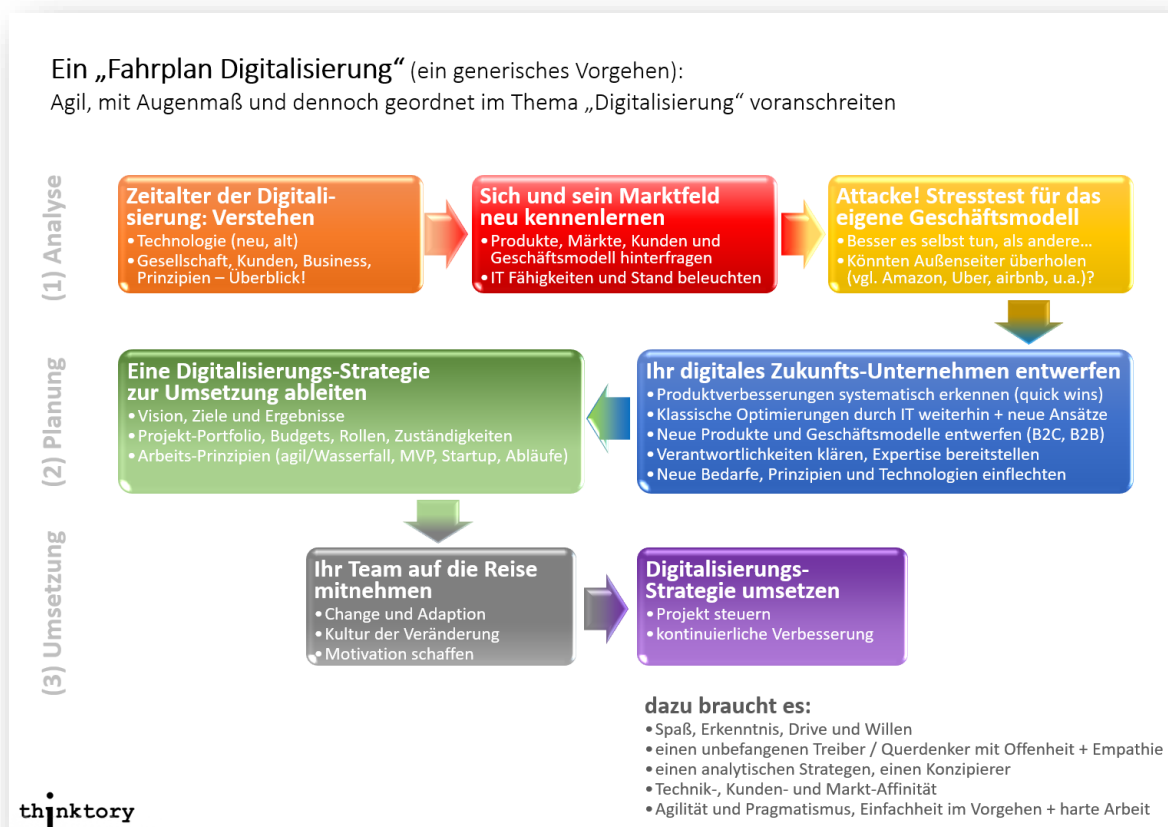 Ein „Fahrplan Digitalisierung“ (ein generisches Vorgehen):
Agil, mit Augenmaß und dennoch geordnet im Thema „Digitalisierung“ voranschreiten
(1) Analyse
Zeitalter der Digitali-
sierung: Verstehen
• Technologie (neu, alt)
• Gesellschaft, Kunden, Business,
Prinzipien – Überblick!
Sich und sein Marktfeld
neu kennenlernen
• Produkte, Märkte, Kunden und
Geschäftsmodell hinterfragen
• IT Fähigkeiten und Stand beleuchten
Attacke! Stresstest für das
eigene Geschäftsmodell
• Besser es selbst tun, als andere...
• Könnten Außenseiter überholen
(vgl. Amazon, Uber, airbnb, u.a.)?
(2) Planung
Eine Digitalisierungs-Strategie
zur Umsetzung ableiten
• Vision, Ziele und Ergebnisse
• Projekt-Portfolio, Budgets, Rollen, Zuständigkeiten
• Arbeits-Prinzipien (agil/Wasserfall, MVP, Startup, Abläufe)
Ihr digitales Zukunfts-Unternehmen entwerfen
• Produktverbesserungen systematisch erkennen (quick wins)
• Klassische Optimierungen durch IT weiterhin + neue Ansätze
• Neue Produkte und Geschäftsmodelle entwerfen (B2C, B2B)
• Verantwortlichkeiten klären, Expertise bereitstellen
• Neue Bedarfe, Prinzipien und Technologien einflechten
(3) Umsetzung
Ihr Team auf die Reise
mitnehmen
• Change und Adaption
• Kultur der Veränderung
• Motivation schaffen
Digitalisierungs-
Strategie umsetzen
• Projekt steuern
• kontinuierliche Verbesserung
dazu braucht es:
• Spaß, Erkenntnis, Drive und Willen
• einen unbefangenen Treiber / Querdenker mit Offenheit + Empathie
• einen analytischen Strategen, einen Konzipierer
• Technik-, Kunden- und Markt-Affinität
• Agilität und Pragmatismus, Einfachheit im Vorgehen + harte Arbeit
thinktory